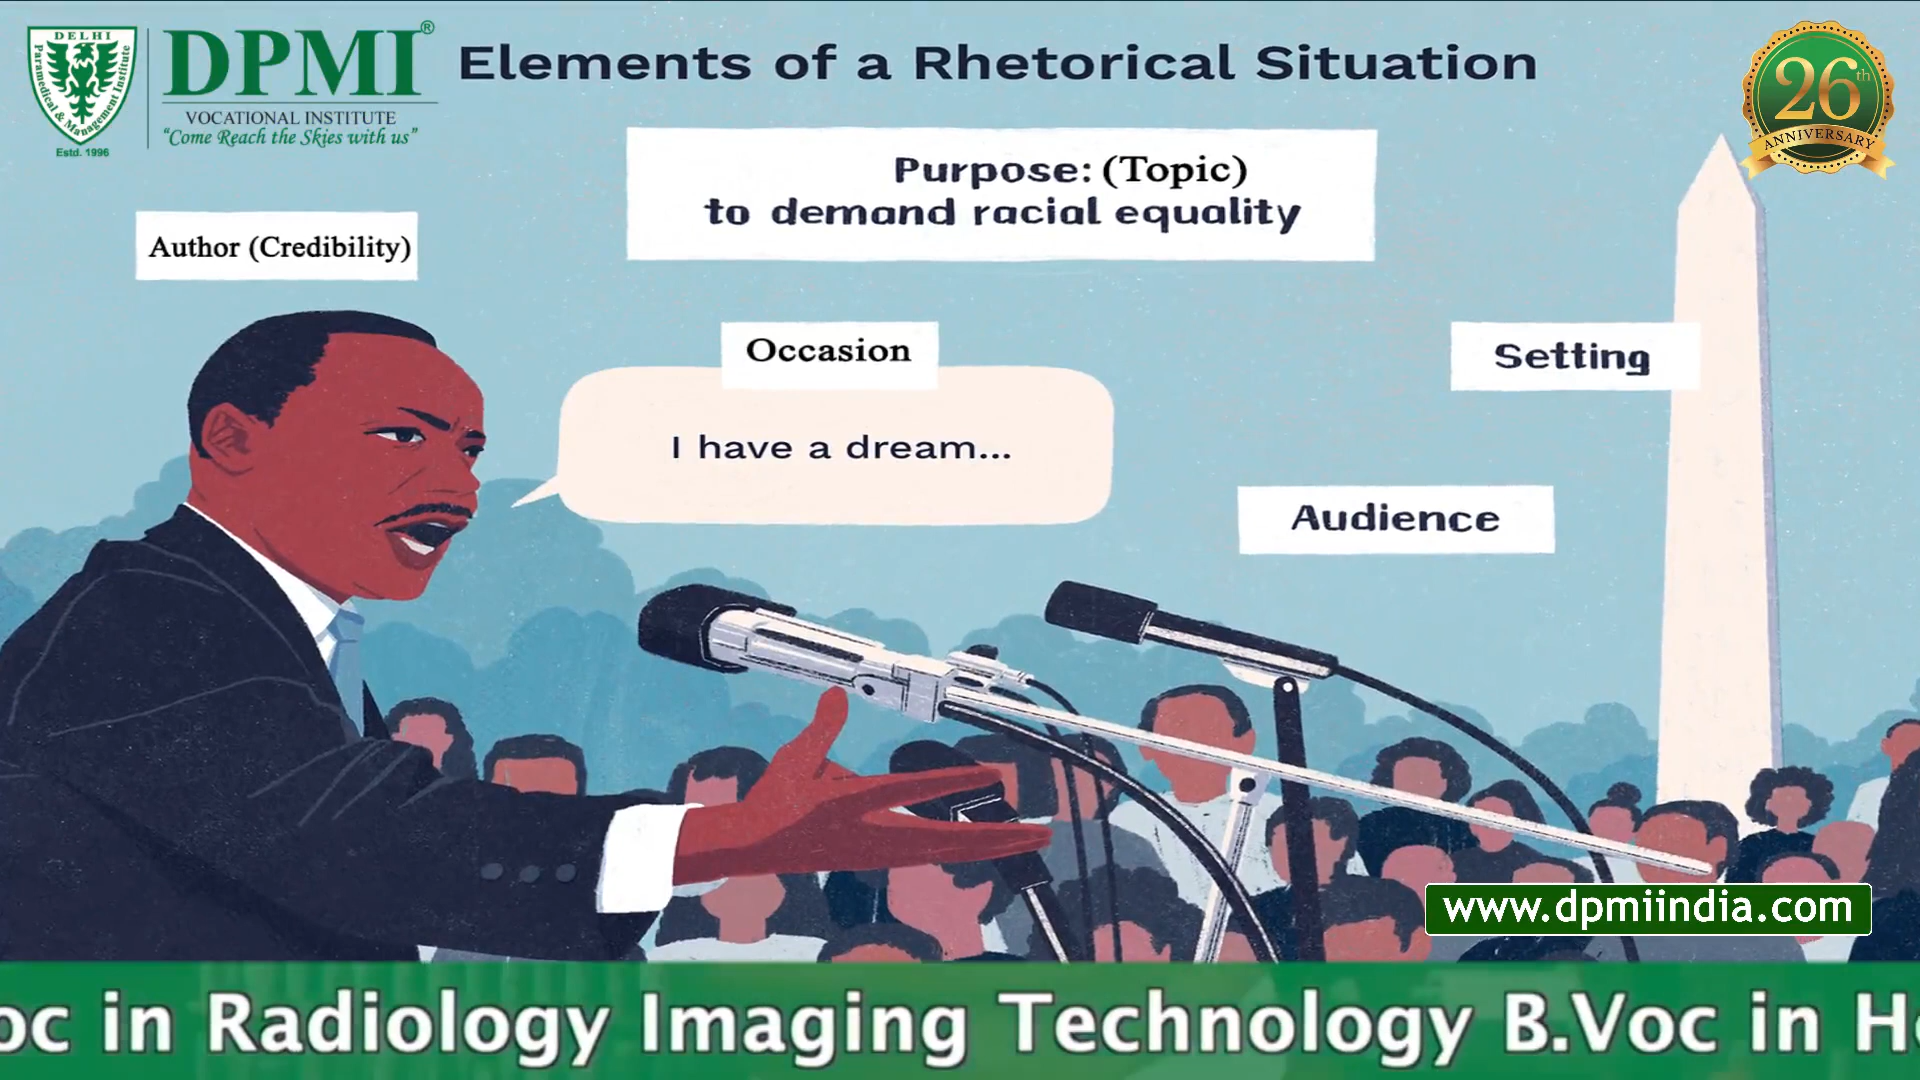 DELHI
Paramedical & Management Institute
Estd. 1996
DPMI®
VOCATIONAL INSTITUTE
“Come Reach the Skies with us”
Elements of a Rhetorical Situation
26th
ANNIVERSARY
Purpose: (Topic)
to demand racial equality
Author (Credibility)
Occasion
I have a dream...
Setting
Audience
www.dpmiindia.com
oc in Radiology Imaging Technology B.Voc in H